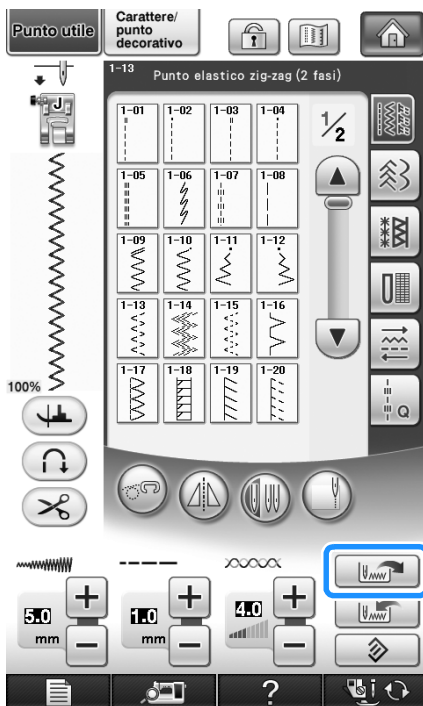 Punto utile
Carattere/
punto
decorativo
1-13 Punto elastico zig-zag (2 fasi)
J
1-01 1-02 1-03 1-04
1/2
1-05 1-06 1-07 1-08
1-09 1-10 1-11 1-12
1-13 1-14 1-15 1-16
1-17 1-18 1-19 1-20
Q
100%
5.0 + 1.0 + 4.0 +
mm − mm − −
?